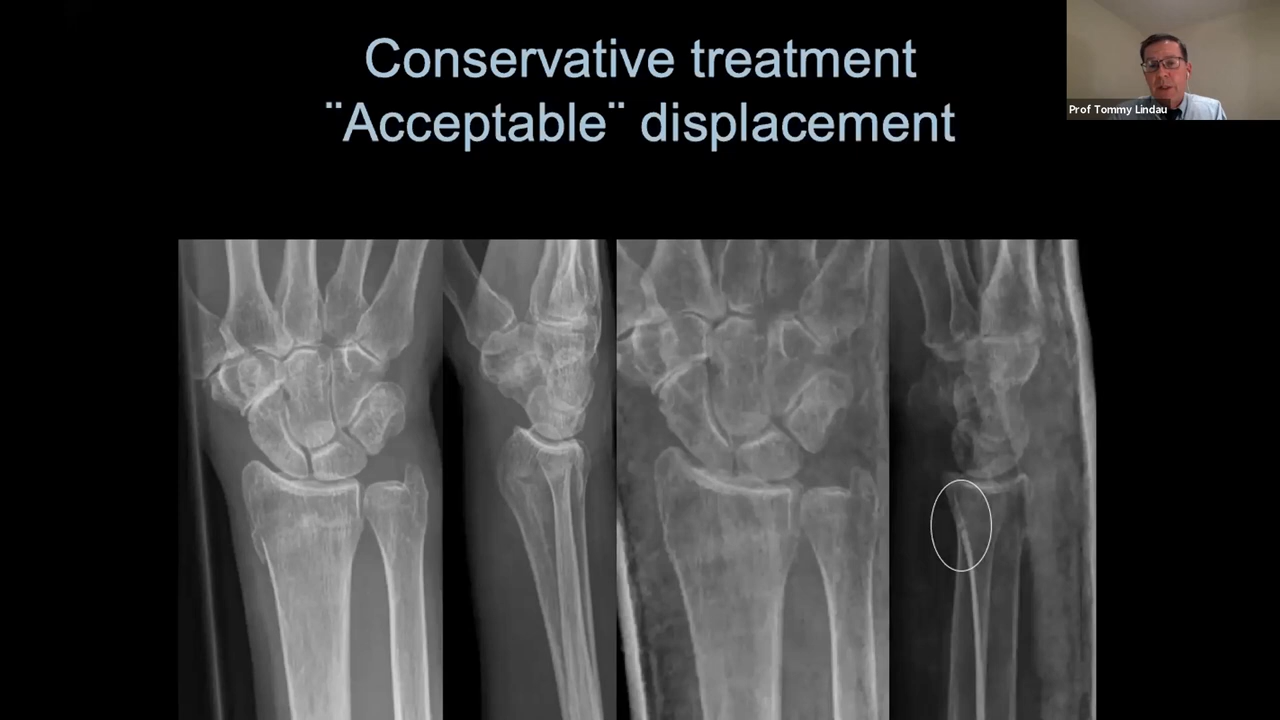 Conservative treatment
¨Acceptable¨ displacement
Prof Tommy Lindau